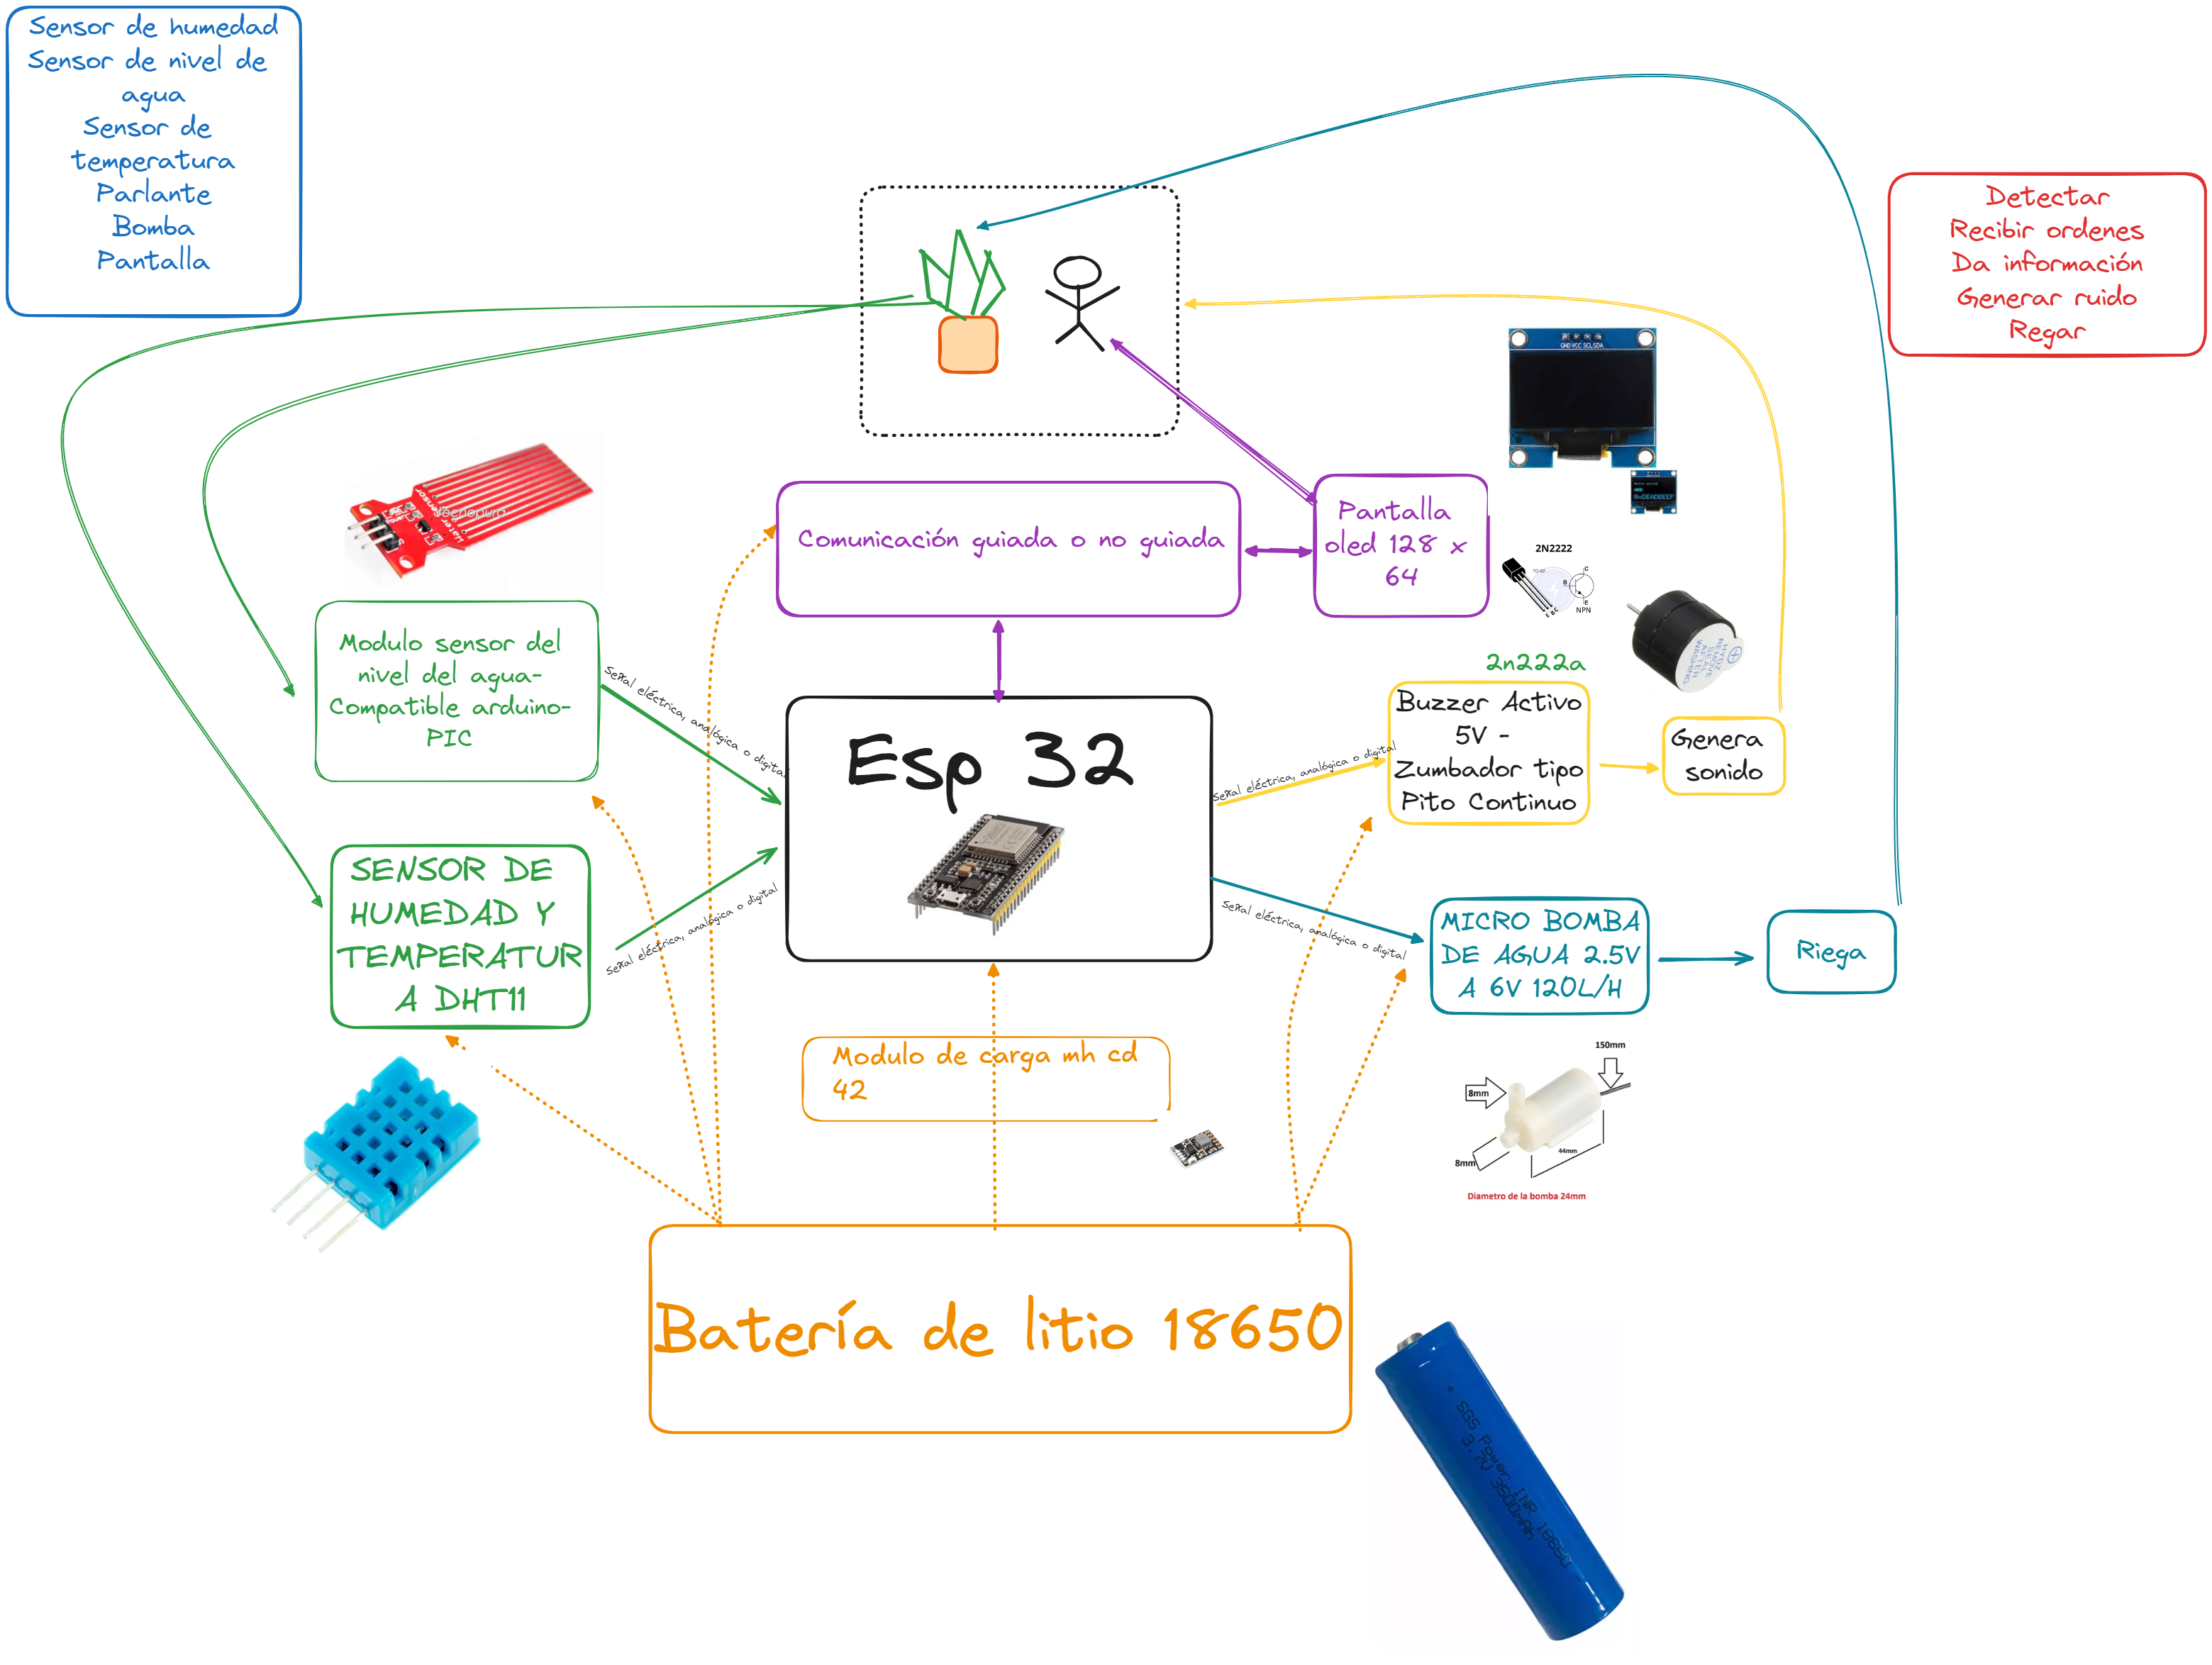 Sensor de humedad
Sensor de nivel de
agua
Sensor de
temperatura
Parlante
Bomba
Pantalla
Detectar
Recibir ordenes
Da información
Generar ruido
Regar
GND VCC SCL SDA
Pantalla
oled 128 x
64
Comunicación guiada o no guiada
2N2222
C
B
E
E B C
NPN
2n222a
Modulo sensor del
nivel del agua-
Compatible arduino-
PIC
Señal eléctrica, analógica o digital
Esp 32
Señal eléctrica, analógica o digital
Buzzer Activo
5V -
Zumbador tipo
Pito Continuo
Genera
sonido
SENSOR DE
HUMEDAD Y
TEMPERATUR
A DHT11
Señal eléctrica, analógica o digital
Señal eléctrica, analógica o digital
MICRO BOMBA
DE AGUA 2.5V
A 6V 120L/H
Riega
Modulo de carga mh cd
42
150mm
8mm
8mm
44mm
Diametro de la bomba 24mm
Batería de litio 18650
+ SGS Power INR 18650 -
3.7V 3500mAh